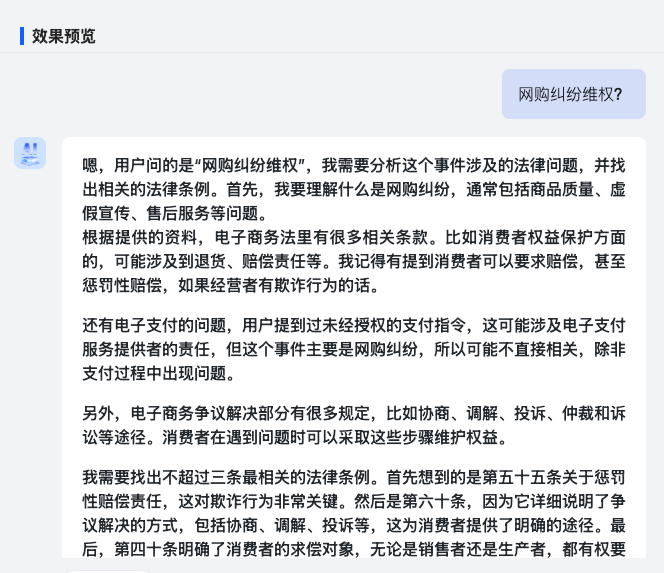 效果预览
网购纠纷维权?
嗯，用户问的是“网购纠纷维权”，我需要分析这个事件涉及的法律问题，并找
出相关的法律条例。首先，我要理解什么是网购纠纷，通常包括商品质量、虚
假宣传、售后服务等问题。
根据提供的资料，电子商务法里有很多相关条款。比如消费者权益保护方面
的，可能涉及到退货、赔偿责任等。我记得有提到消费者可以要求赔偿，甚至
惩罚性赔偿，如果经营者有欺诈行为的话。
还有电子支付的问题，用户提到过未经授权的支付指令，这可能涉及电子支付
服务提供者的责任，但这个事件主要是网购纠纷，所以可能不直接相关，除非
支付过程中出现问题。
另外，电子商务争议解决部分有很多规定，比如协商、调解、投诉、仲裁和诉
讼等途径。消费者在遇到问题时可以采取这些步骤维护权益。
我需要找出不超过三条最相关的法律条例。首先想到的是第五十五条关于惩罚
性赔偿责任，这对欺诈行为非常关键。然后是第六十条，因为它详细说明了争
议解决的方式，包括协商、调解、投诉等，这为消费者提供了明确的途径。最
后，第四十条明确了消费者的求偿对象，无论是销售者还是生产者，都有权要